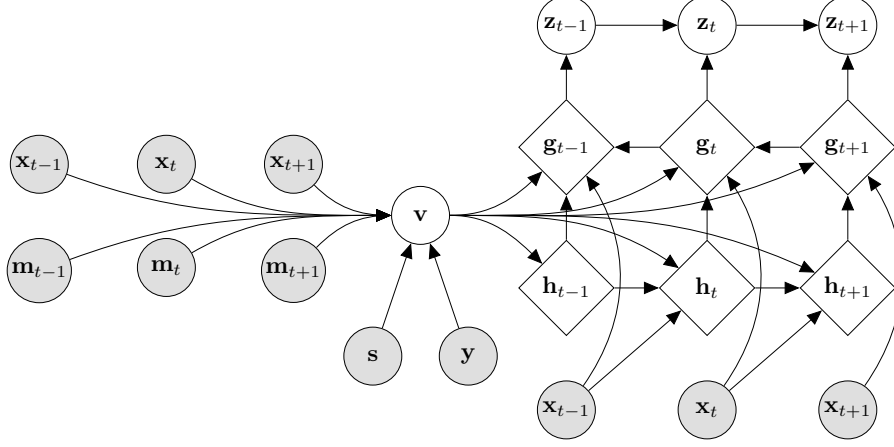 z_{t−1} z_t z_{t+1}
x_{t−1} x_t x_{t+1} g_{t−1} g_t g_{t+1}
v
m_{t−1} m_t m_{t+1} h_{t−1} h_t h_{t+1}
s y
x_{t−1} x_t x_{t+1}